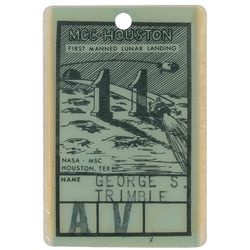 MCC HOUSTON
FIRST MANNED LUNAR LANDING
11
NASA - MSC
HOUSTON, TEX
NAME GEORGE S.
TRIMBLE
A V